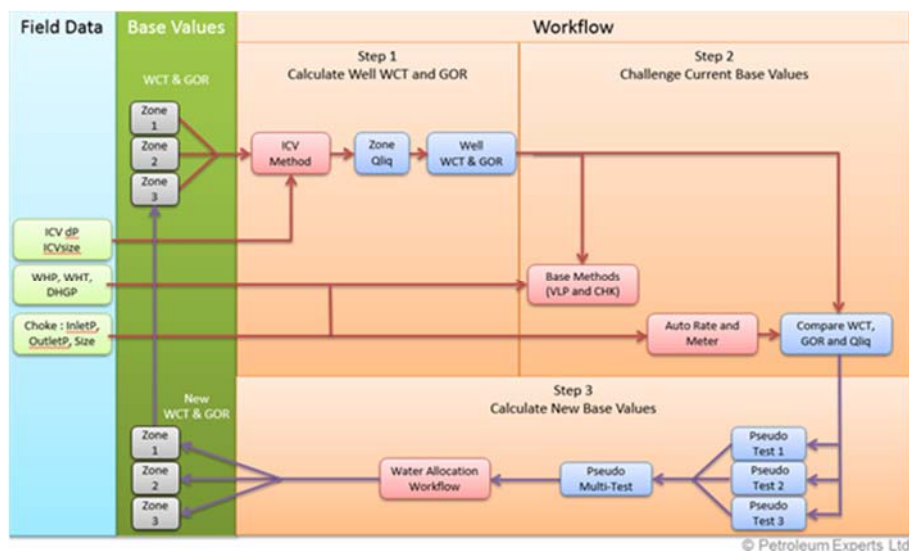 Field Data
Base Values
Workflow
Step 1
Calculate Well WCT and GOR
Step 2
Challenge Current Base Values
WCT & GOR
Zone
1
Zone
2
Zone
3
ICV
Method
Zone
Qliq
Well
WCT & GOR
ICV dP
ICVsize
WHP, WHT,
DHGP
Base Methods
(VLP and CHK)
Choke : InletP,
OutletP, Size
Auto Rate and
Meter
Compare WCT,
GOR and Qliq
Step 3
Calculate New Base Values
New
WCT & GOR
Zone
1
Zone
2
Zone
3
Water Allocation
Workflow
Pseudo
Multi-Test
Pseudo
Test 1
Pseudo
Test 2
Pseudo
Test 3
© Petroleum Experts Ltd